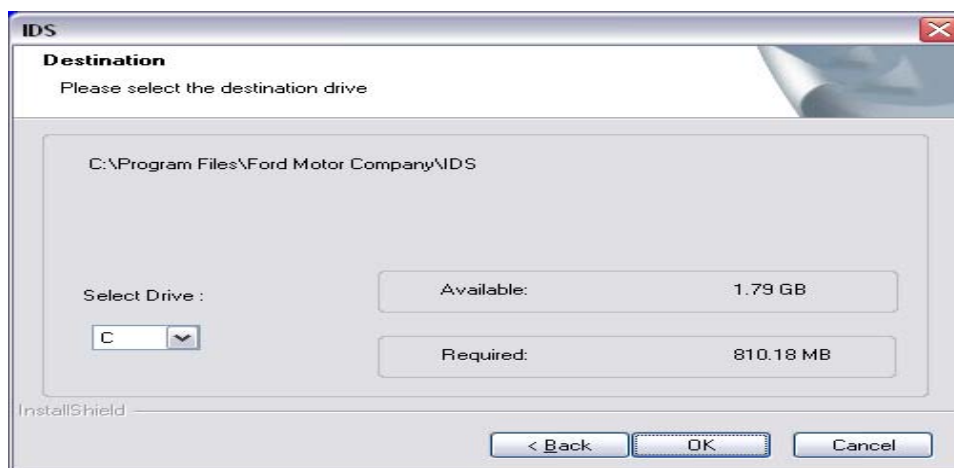 IDS
Destination
Please select the destination drive
C:\Program Files\Ford Motor Company\IDS
Available: 1.79 GB
Select Drive :
C
Required: 810.18 MB
InstallShield
< Back OK Cancel